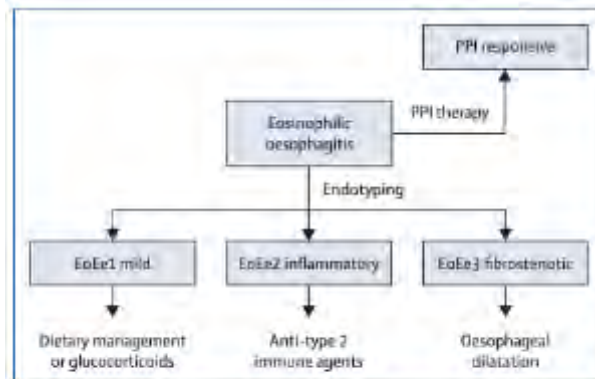 PPI responsive
PPI therapy
Eosinophilic
oesophagitis
Endotyping
EoEe1 mild
EoEe2 inflammatory
EoEe3 fibrostenotic
Dietary management
or glucocorticoids
Anti-type 2
immune agents
Oesophageal
dilatation